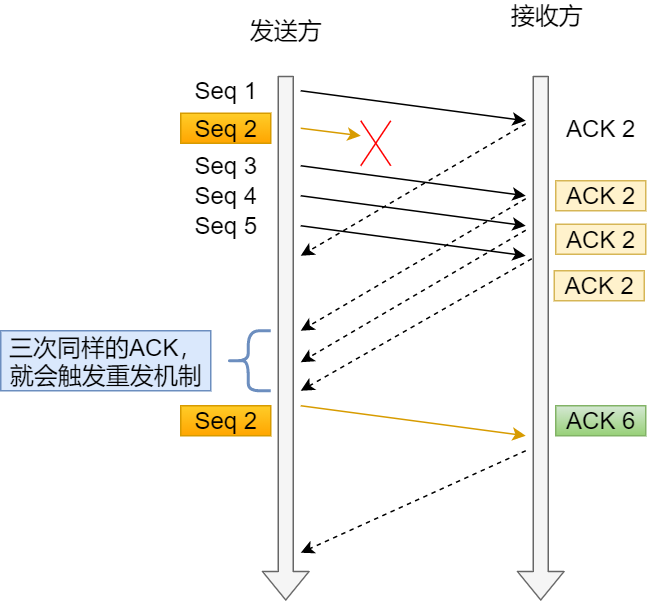 发送方
接收方
Seq 1
ACK 2
Seq 2
Seq 3
Seq 4
Seq 5
ACK 2
ACK 2
ACK 2
三次同样的ACK，
就会触发重发机制
Seq 2
ACK 6